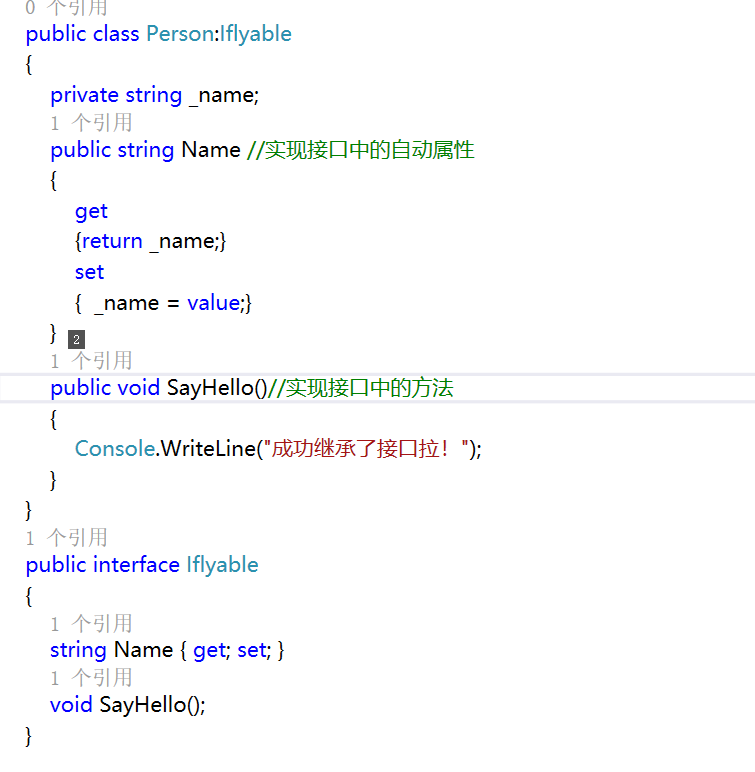 0 个引用
public class Person:Iflyable
{
private string _name;
1 个引用
public string Name //实现接口中的自动属性
{
get
{return _name;}
set
{  _name = value;}
}
2
1 个引用
public void SayHello()//实现接口中的方法
{
Console.WriteLine("成功继承了接口拉！");
}
}
1 个引用
public interface Iflyable
{
1 个引用
string Name { get; set; }
1 个引用
void SayHello();
}